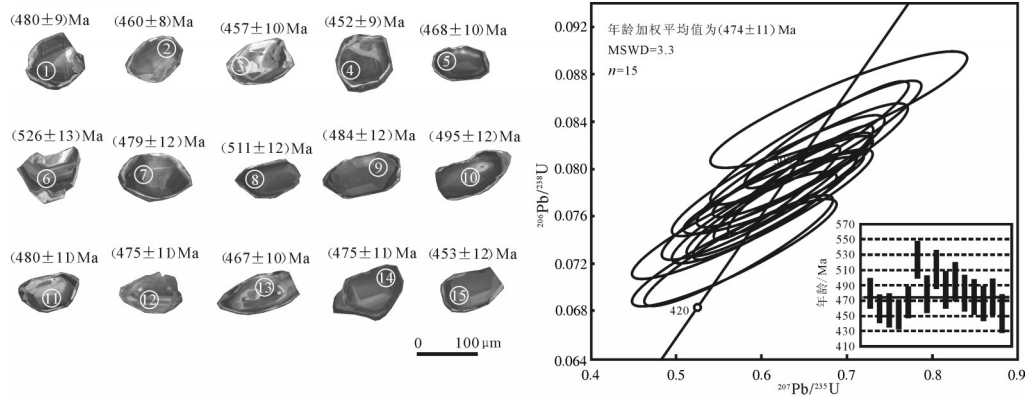 (480±9)Ma (460±8)Ma (457±10)Ma (452±9)Ma (468±10)Ma
① ② ③ ④ ⑤
(526±13)Ma (479±12)Ma (511±12)Ma (484±12)Ma (495±12)Ma
⑥ ⑦ ⑧ ⑨ ⑩
(480±11)Ma (475±11)Ma (467±10)Ma (475±11)Ma (453±12)Ma
⑪ ⑫ ⑬ ⑭ ⑮
0 100 μm
年龄加权平均值为(474±11)Ma
MSWD=3.3
n=15
0.092
0.088
0.084
0.080
0.076
0.072
0.068
0.064
²⁰⁶Pb/²³⁸U
420
570
550
530
510
490
470
450
430
410
年龄/Ma
0.4 0.5 0.6 0.7 0.8 0.9
²⁰⁷Pb/²³⁵U